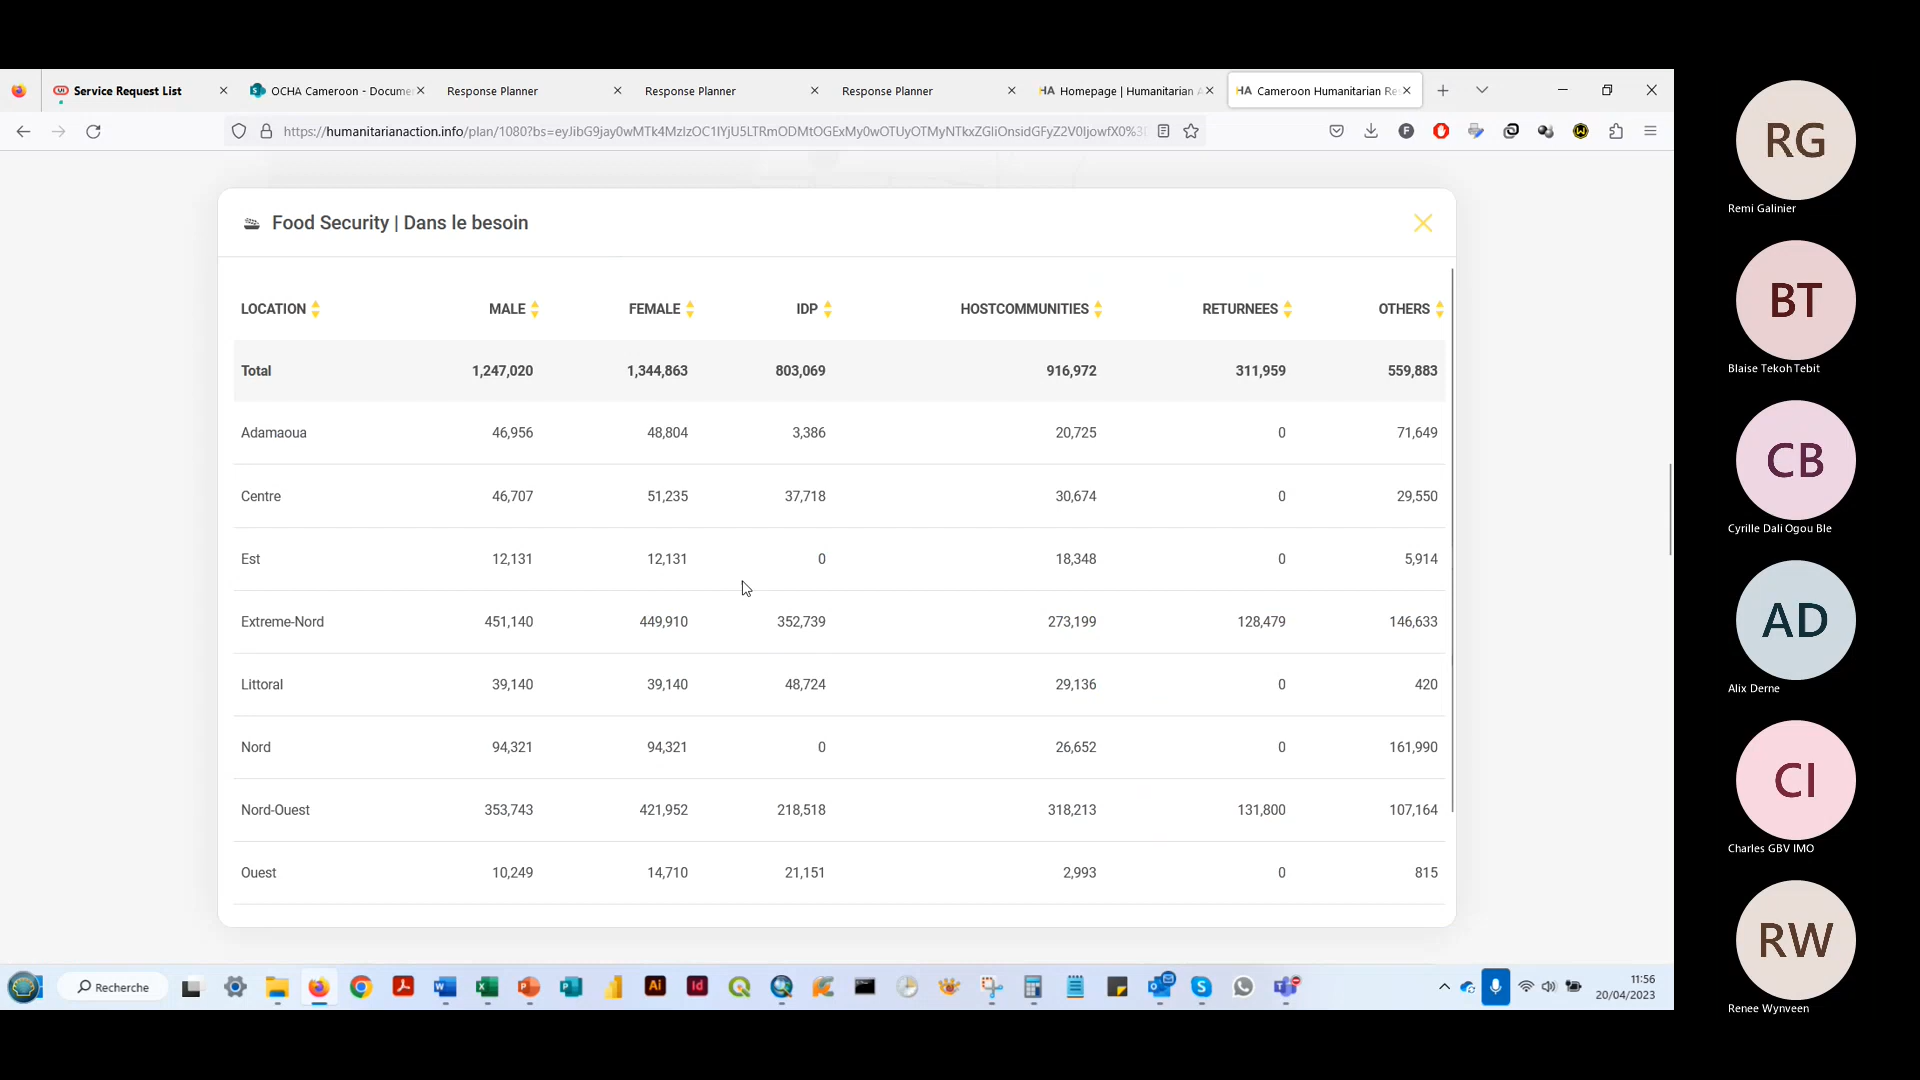 Service Request List
OCHA Cameroon - Docume
Response Planner
Response Planner
Response Planner
HA Homepage | Humanitarian A
HA Cameroon Humanitarian Re
https://humanitarianaction.info/plan/1080?bs=
Food Security | Dans le besoin
LOCATION MALE FEMALE IDP HOSTCOMMUNITIES RETURNEES OTHERS
Total 1,247,020 1,344,863 803,069 916,972 311,959 559,883
Adamaoua 46,956 48,804 3,386 20,725 0 71,649
Centre 46,707 51,235 37,718 30,674 0 29,550
Est 12,131 12,131 0 18,348 0 5,914
Extreme-Nord 451,140 449,910 352,739 273,199 128,479 146,633
Littoral 39,140 39,140 48,724 29,136 0 420
Nord 94,321 94,321 0 26,652 0 161,990
Nord-Ouest 353,743 421,952 218,518 318,213 131,800 107,164
Ouest 10,249 14,710 21,151 2,993 0 815
Recherche
11:56
20/04/2023
RG
Remi Galinier
BT
Blaise Tekoh Tebit
CB
Cyrille Dali Ogou Ble
AD
Alix Derne
CI
Charles GBV IMO
RW
Renee Wynveen